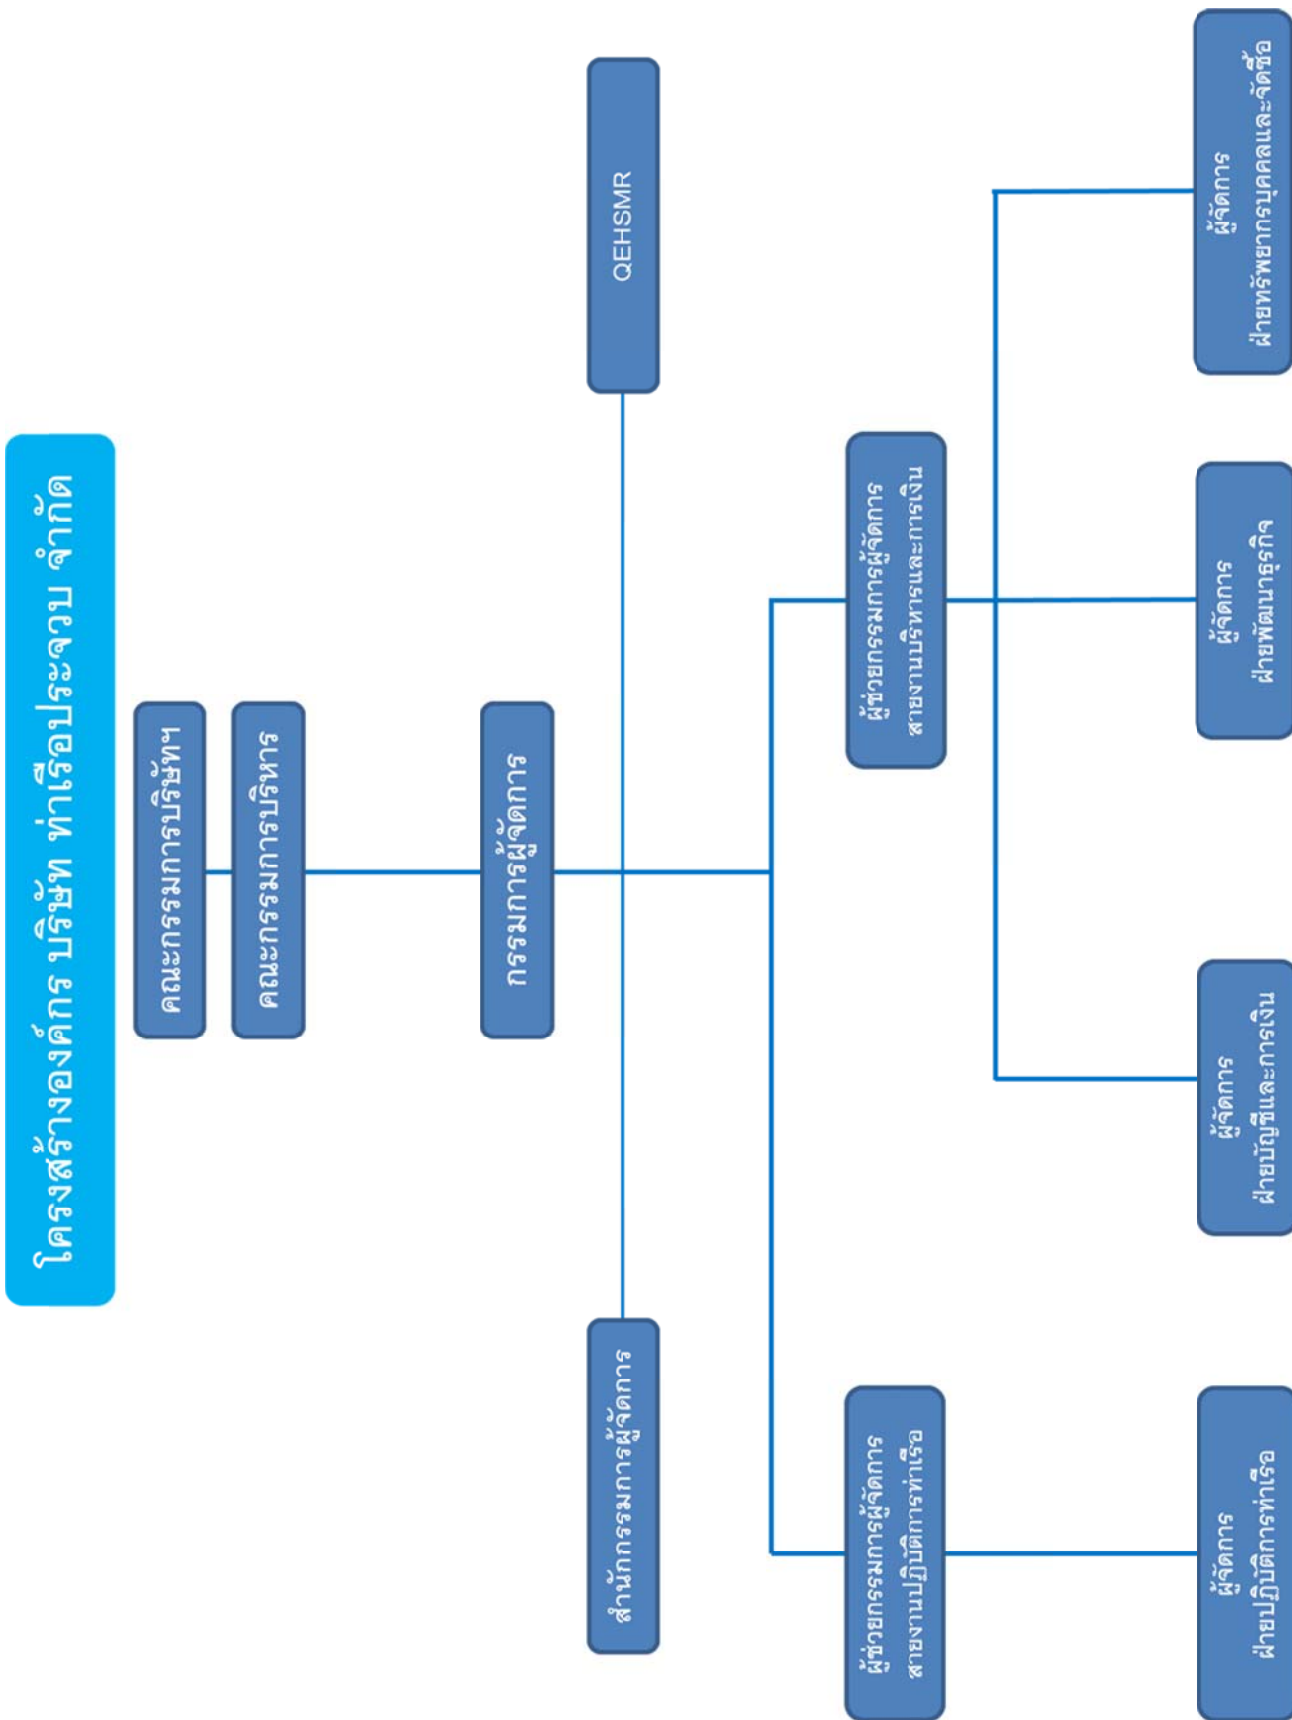 โครงสร้างองค์กร บริษัท ท่าเรือประจวบ จำกัด
คณะกรรมการบริษัทฯ
คณะกรรมการบริหาร
กรรมการผู้จัดการ
สำนักกรรมการผู้จัดการ
QEHSMR
ผู้ช่วยกรรมการผู้จัดการ
สายงานปฏิบัติการท่าเรือ
ผู้ช่วยกรรมการผู้จัดการ
สายงานบริหารและการเงิน
ผู้จัดการ
ฝ่ายปฏิบัติการท่าเรือ
ผู้จัดการ
ฝ่ายบัญชีและการเงิน
ผู้จัดการ
ฝ่ายพัฒนาธุรกิจ
ผู้จัดการ
ฝ่ายทรัพยากรบุคคลและจัดซื้อ